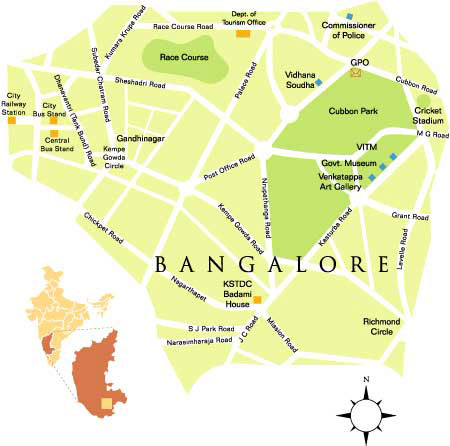 Dept. of
Tourism Office
Race Course Road
Kumara Krupa Road
Commissioner
of Police
Race Course
Subedar Chatram Road
Palace Road
GPO
Vidhana
Soudha
Cubbon Road
Sheshadri Road
Dhanavantri (Tank Bund) Road
City
Railway
Station
City
Bus Stand
Cubbon Park
Cricket
Stadium
M G Road
Central
Bus Stand
Gandhinagar
Kempe
Gowda
Circle
VITM
Govt. Museum
Venkatappa
Art Gallery
Post Office Road
Nrupathanga Road
Kempe Gowda Road
Kasturba Road
Grant Road
Lavelle Road
Chickpet Road
BANGALORE
Nagarthapet
KSTDC
Badami
House
S J Park Road
Narasimharaja Road
J C Road
Mission Road
Richmond
Circle
N